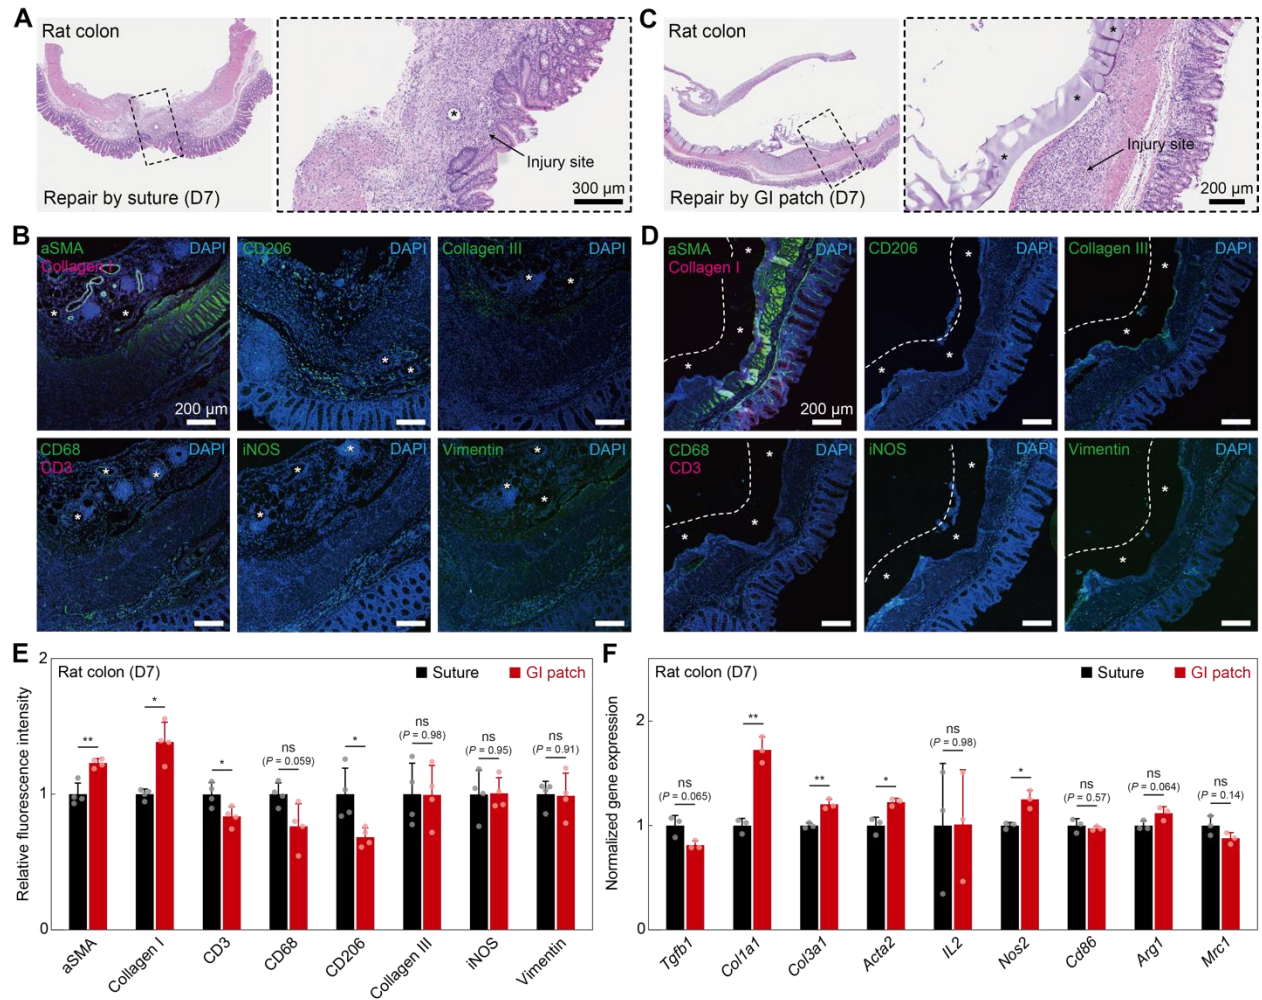 A
Rat colon
Repair by suture (D7)
*
Injury site
300 μm
C
Rat colon
Repair by GI patch (D7)
*
*
*
Injury site
200 μm
B
aSMA
Collagen I
DAPI
* *
200 μm
CD206
DAPI
* *
Collagen III
DAPI
* *
CD68
CD3
DAPI
* * *
iNOS
DAPI
* * *
Vimentin
DAPI
* * *
D
aSMA
Collagen I
DAPI
* * *
200 μm
CD206
DAPI
* * *
Collagen III
DAPI
* *
CD68
CD3
DAPI
* * *
iNOS
DAPI
* * *
Vimentin
DAPI
* *
E
Rat colon (D7)
Suture GI patch
Relative fluorescence intensity
2
1
0
**
*
*
ns
(P = 0.059)
*
ns
(P = 0.98)
ns
(P = 0.95)
ns
(P = 0.91)
aSMA
Collagen I
CD3
CD68
CD206
Collagen III
iNOS
Vimentin
F
Rat colon (D7)
Suture GI patch
Normalized gene expression
2
1
0
ns
(P = 0.065)
**
**
*
ns
(P = 0.98)
*
ns
(P = 0.57)
ns
(P = 0.064)
ns
(P = 0.14)
Tgfb1
Col1a1
Col3a1
Acta2
IL2
Nos2
Cd86
Arg1
Mrc1